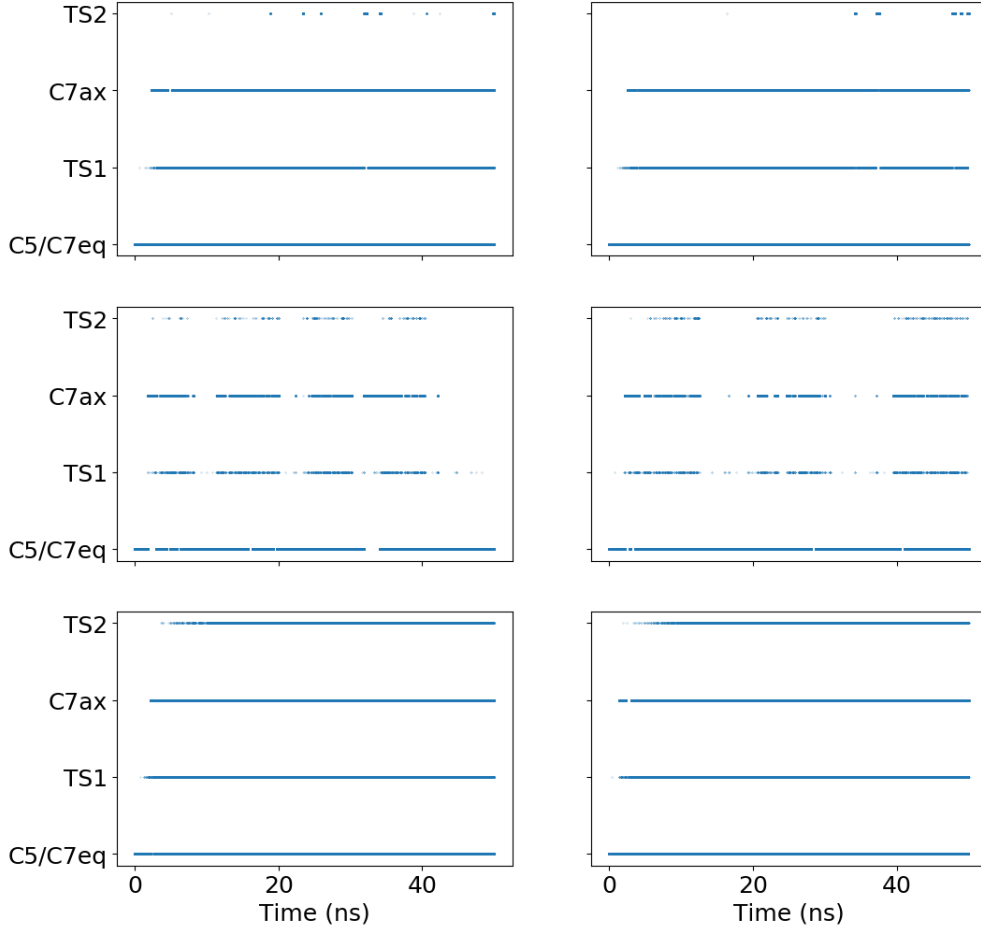 TS2
C7ax
TS1
C5/C7eq
TS2
C7ax
TS1
C5/C7eq
TS2
C7ax
TS1
C5/C7eq
0 20 40 0 20 40
Time (ns) Time (ns)